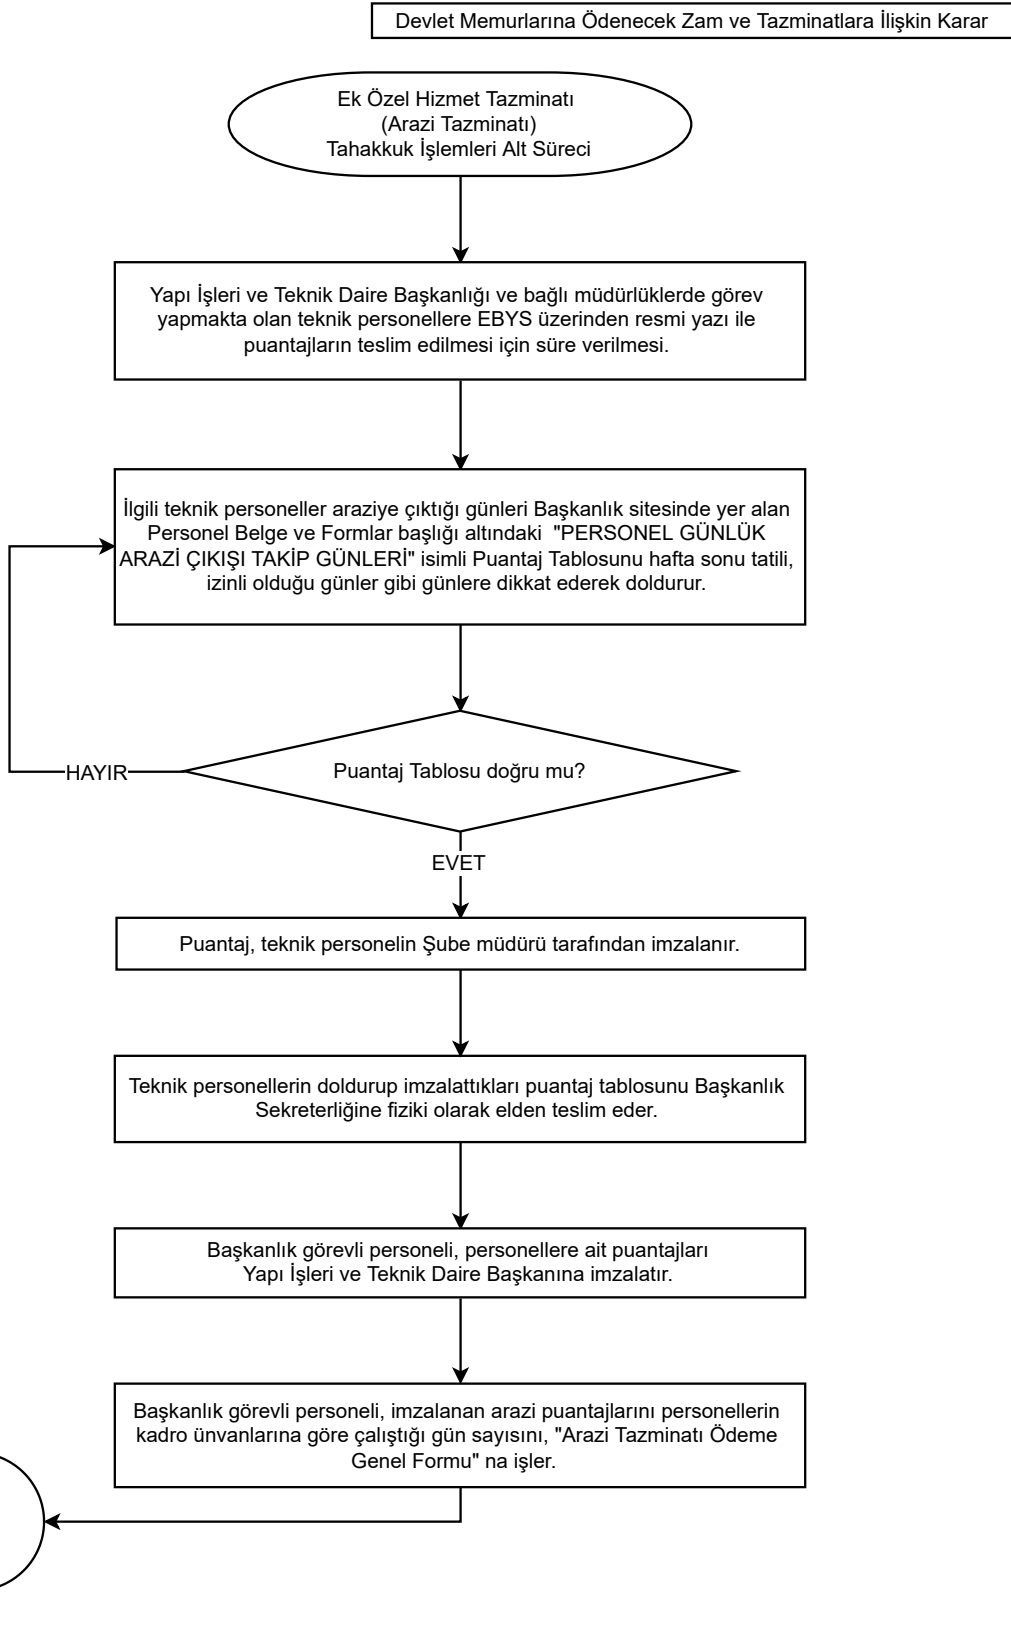 Devlet Memurlarına Ödenecek Zam ve Tazminatlara İlişkin Karar
Ek Özel Hizmet Tazminatı
(Arazi Tazminatı)
Tahakkuk İşlemleri Alt Süreci
Yapı İşleri ve Teknik Daire Başkanlığı ve bağlı müdürlüklerde görev
yapmakta olan teknik personellere EBYS üzerinden resmi yazı ile
puantajların teslim edilmesi için süre verilmesi.
İlgili teknik personeller araziye çıktığı günleri Başkanlık sitesinde yer alan
Personel Belge ve Formlar başlığı altındaki "PERSONEL GÜNLÜK
ARAZİ ÇIKIŞI TAKİP GÜNLERİ" isimli Puantaj Tablosunu hafta sonu tatili,
izinli olduğu günler gibi günlere dikkat ederek doldurur.
Puantaj Tablosu doğru mu?
HAYIR
EVET
Puantaj, teknik personelin Şube müdürü tarafından imzalanır.
Teknik personellerin doldurup imzalattıkları puantaj tablosunu Başkanlık
Sekreterliğine fiziki olarak elden teslim eder.
Başkanlık görevli personeli, personellere ait puantajları
Yapı İşleri ve Teknik Daire Başkanına imzalatır.
Başkanlık görevli personeli, imzalanan arazi puantajlarını personellerin
kadro ünvanlarına göre çalıştığı gün sayısını, "Arazi Tazminatı Ödeme
Genel Formu" na işler.